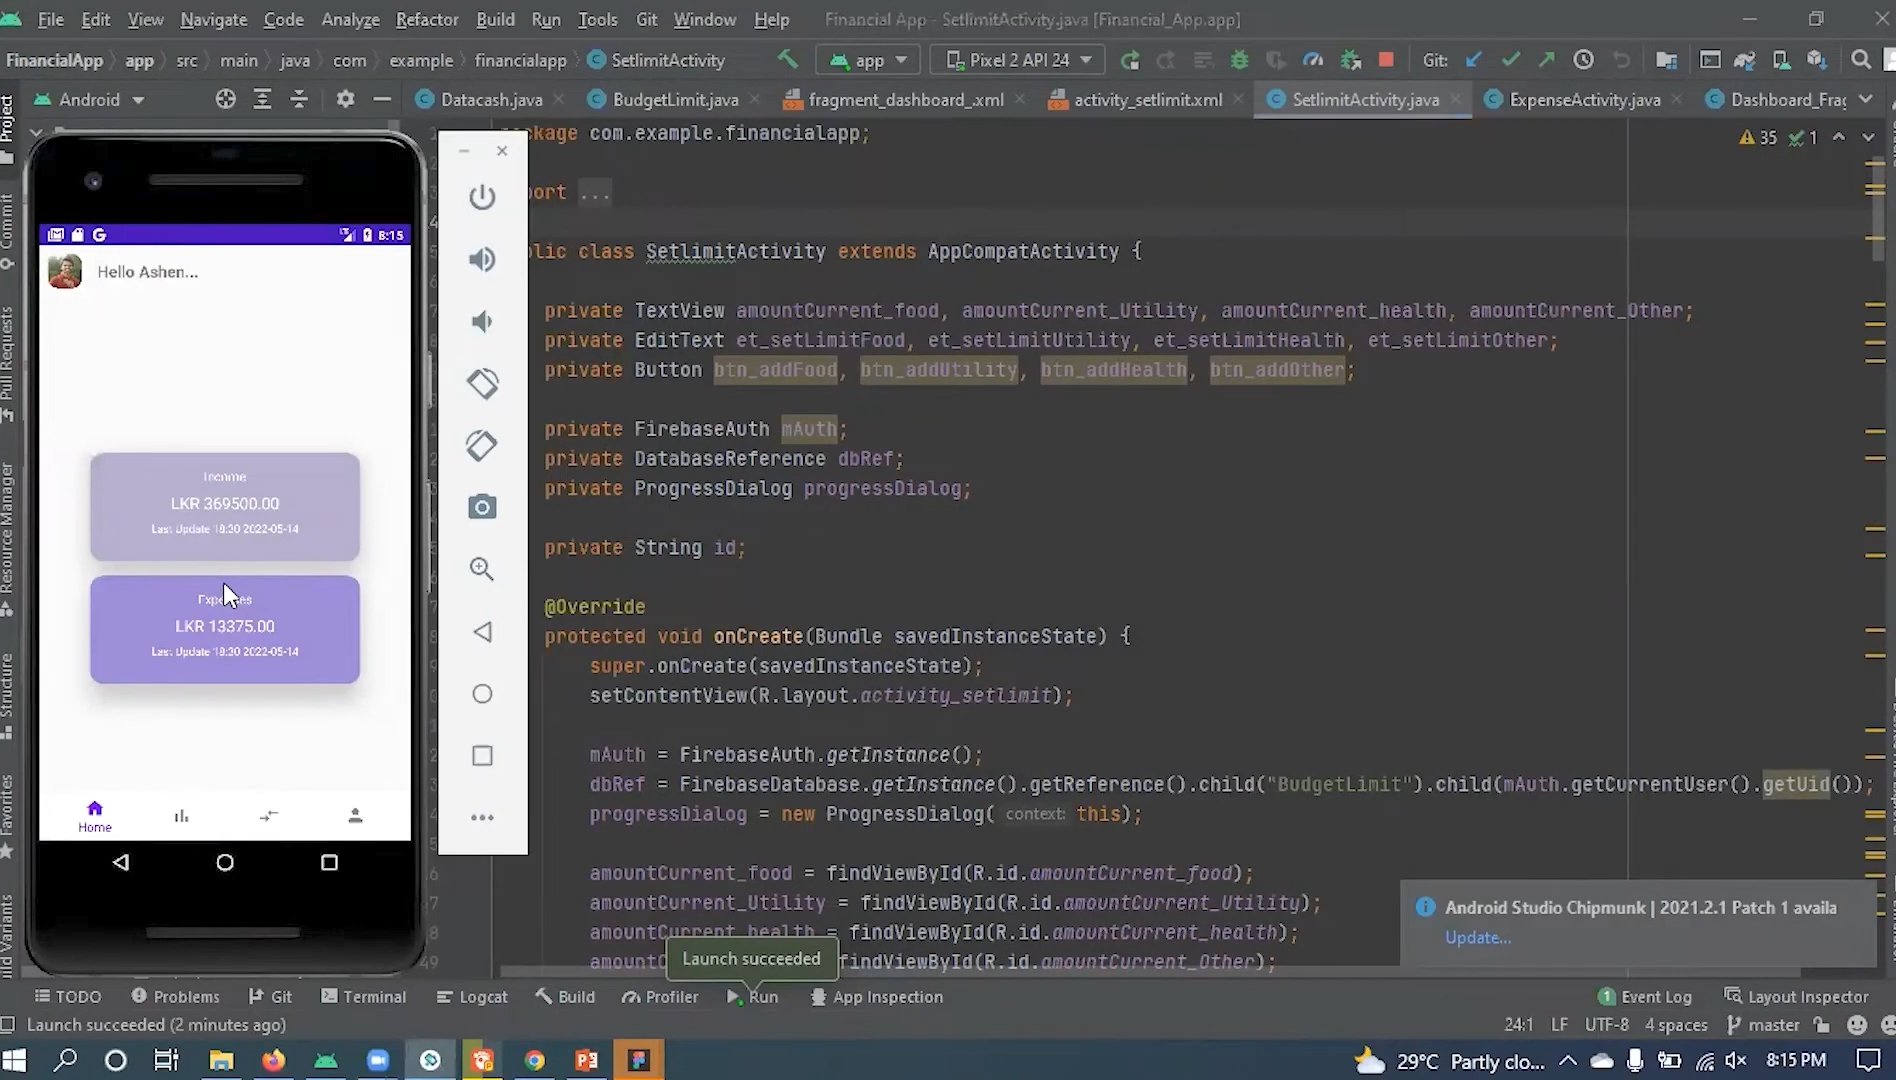 File Edit View Navigate Code Analyze Refactor Build Run Tools Git Window Help Financial App - SetlimitActivity.java [Financial_App.app]
FinancialApp app src main java com example financialapp SetlimitActivity app Pixel 2 API 24 Git:
Android Datacash.java BudgetLimit.java fragment_dashboard_.xml activity_setlimit.xml SetlimitActivity.java ExpenseActivity.java Dashboard_Frag
Project
Commit
Pull Requests
Resource Manager
Structure
Favorites
ild Variants
8:15
Hello Ashen...
Income
LKR 369500.00
Last Update 18:30 2022-05-14
LKR 13375.00
Last Update 18:30 2022-05-14
Home
ckage com.example.financialapp;
35 1
port ...
lic class SetlimitActivity extends AppCompatActivity {
private TextView amountCurrent_food, amountCurrent_Utility, amountCurrent_health, amountCurrent_Other;
private EditText et_setLimitFood, et_setLimitUtility, et_setLimitHealth, et_setLimitOther;
private Button btn_addFood, btn_addUtility, btn_addHealth, btn_addOther;
private FirebaseAuth mAuth;
private DatabaseReference dbRef;
private ProgressDialog progressDialog;
private String id;
@Override
protected void onCreate(Bundle savedInstanceState) {
super.onCreate(savedInstanceState);
setContentView(R.layout.activity_setlimit);
mAuth = FirebaseAuth.getInstance();
dbRef = FirebaseDatabase.getInstance().getReference().child("BudgetLimit").child(mAuth.getCurrentUser().getUid());
progressDialog = new ProgressDialog( context: this);
amountCurrent_food = findViewById(R.id.amountCurrent_food);
amountCurrent_Utility = findViewById(R.id.amountCurrent_Utility);
amountCurrent_health = findViewById(R.id.amountCurrent_health);
49 amountC findViewById(R.id.amountCurrent_Other);
Launch succeeded
Android Studio Chipmunk | 2021.2.1 Patch 1 availa
Update...
TODO Problems Git Terminal Logcat Build Profiler Run App Inspection 1 Event Log Layout Inspector
Launch succeeded (2 minutes ago) 24:1 LF UTF-8 4 spaces master
29°C Partly clo... 8:15 PM